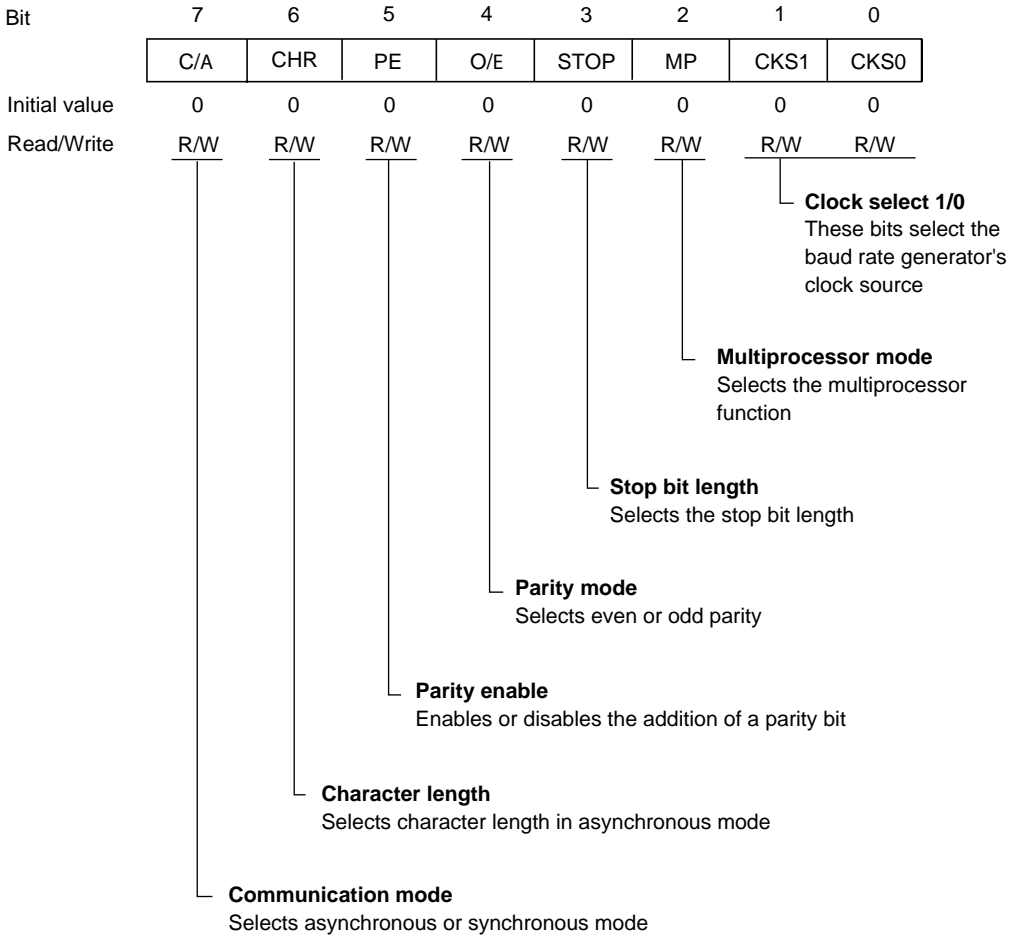 Bit 7 6 5 4 3 2 1 0
C/A CHR PE O/E STOP MP CKS1 CKS0
Initial value 0 0 0 0 0 0 0 0
Read/Write R/W R/W R/W R/W R/W R/W R/W R/W
Clock select 1/0
These bits select the
baud rate generator's
clock source
Multiprocessor mode
Selects the multiprocessor
function
Stop bit length
Selects the stop bit length
Parity mode
Selects even or odd parity
Parity enable
Enables or disables the addition of a parity bit
Character length
Selects character length in asynchronous mode
Communication mode
Selects asynchronous or synchronous mode